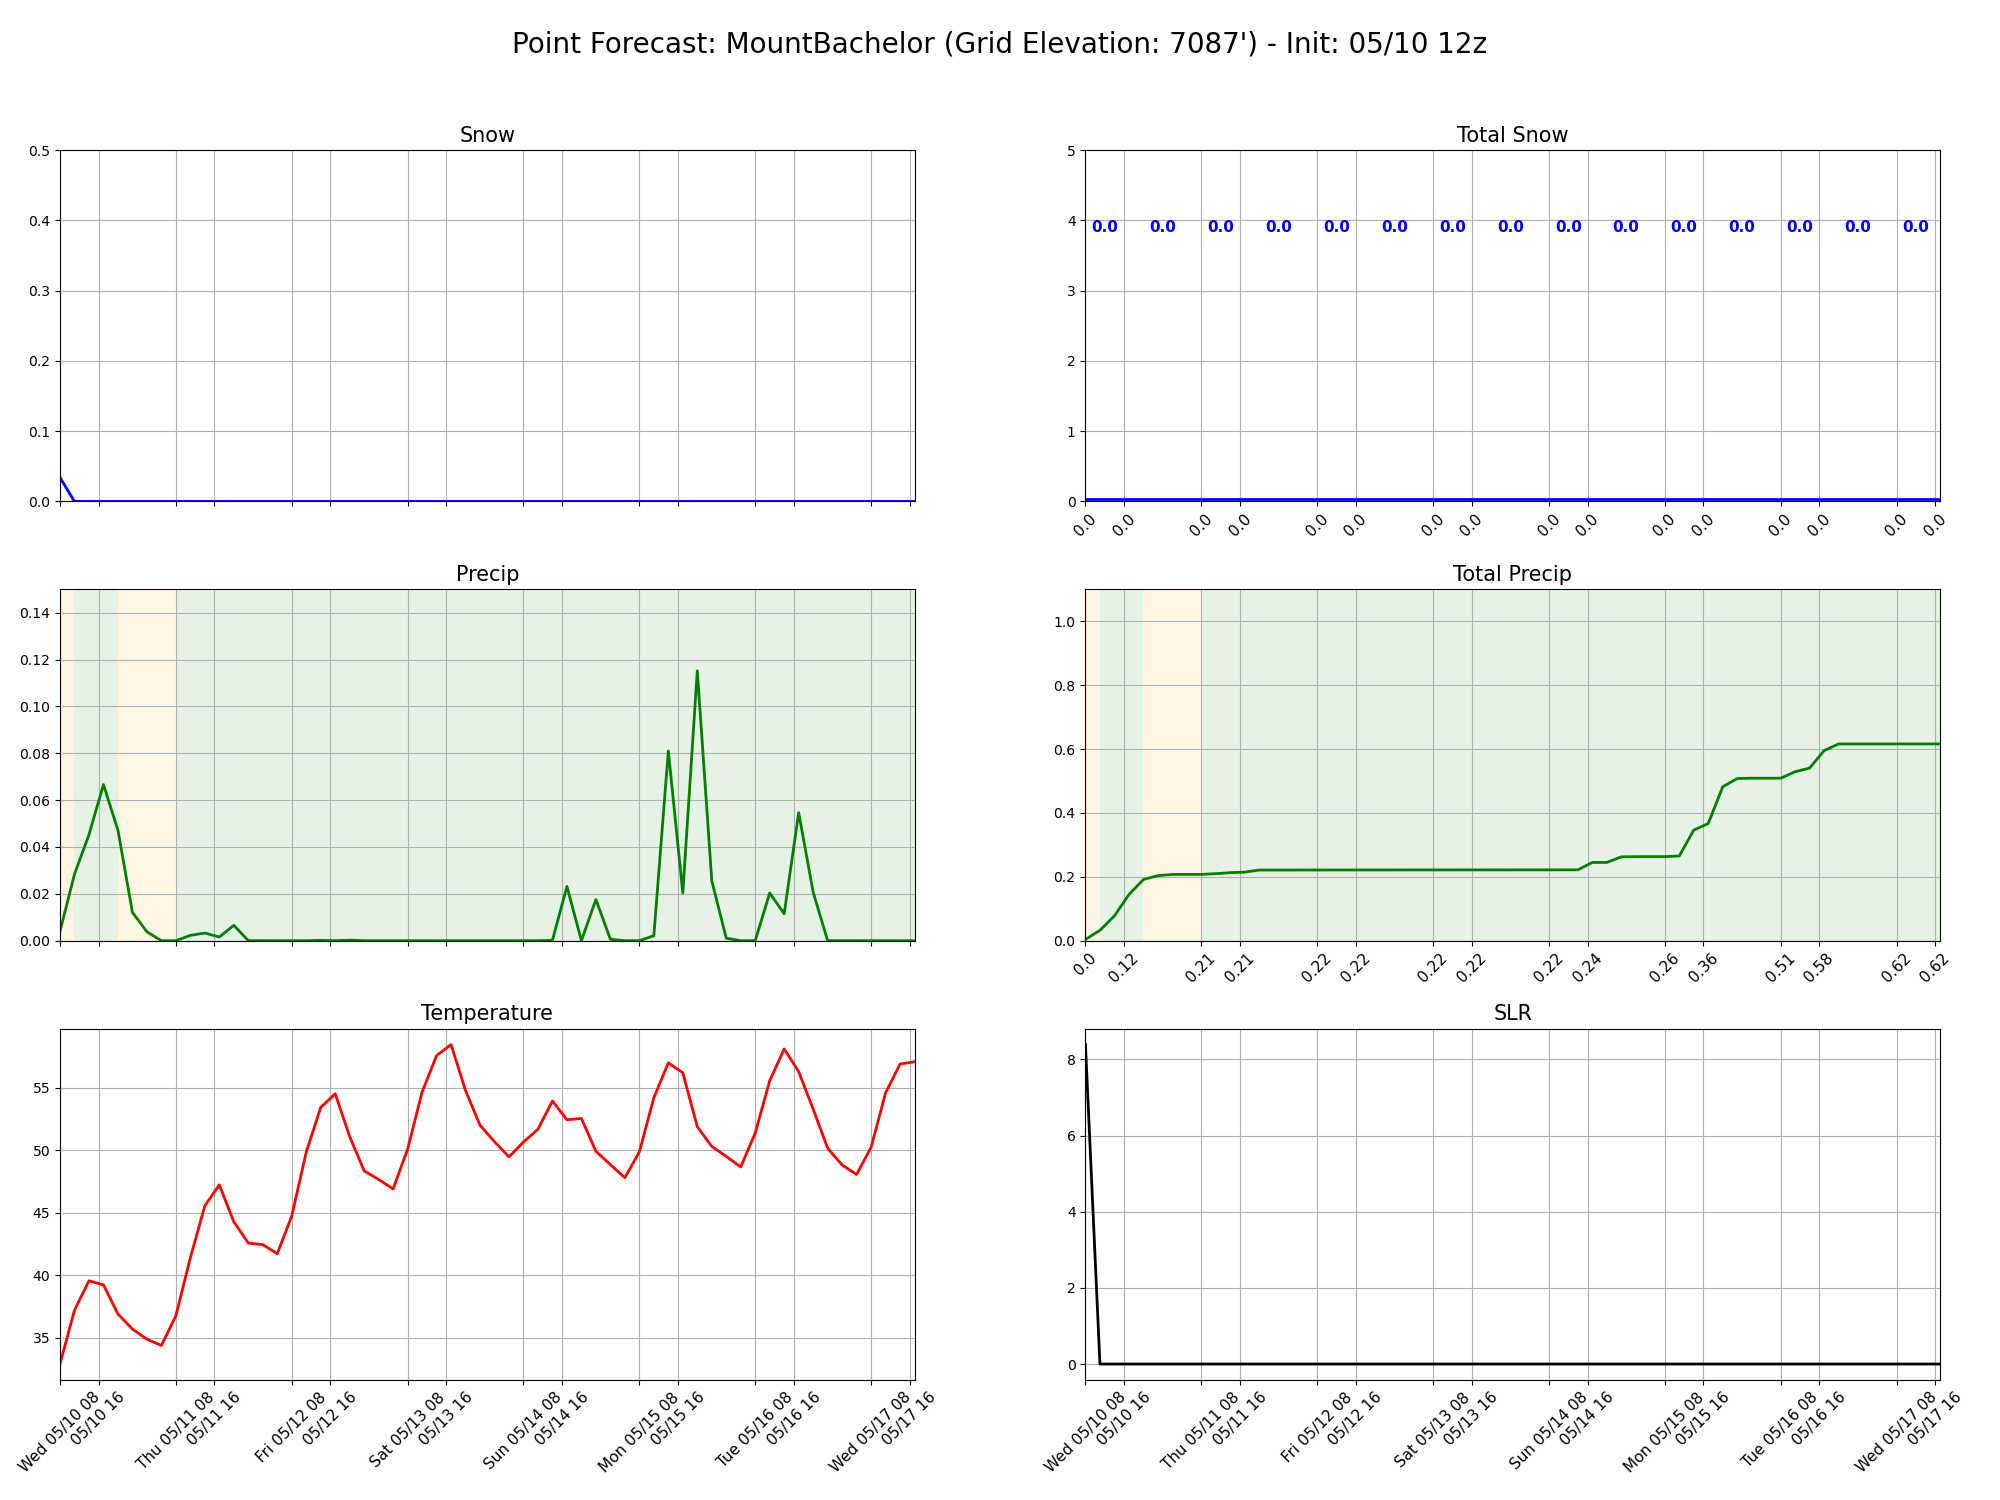 Point Forecast: MountBachelor (Grid Elevation: 7087') - Init: 05/10 12z
Snow
0.5
0.4
0.3
0.2
0.1
0.0
Total Snow
5
4
3
2
1
0
0.0 0.0 0.0 0.0 0.0 0.0 0.0 0.0 0.0 0.0 0.0 0.0 0.0 0.0 0.0
0.0 0.0 0.0 0.0 0.0 0.0 0.0 0.0 0.0 0.0 0.0 0.0 0.0 0.0 0.0 0.0
Precip
0.14
0.12
0.10
0.08
0.06
0.04
0.02
0.00
Total Precip
1.0
0.8
0.6
0.4
0.2
0.0
0.0 0.12 0.21 0.21 0.22 0.22 0.22 0.22 0.22 0.24 0.26 0.36 0.51 0.58 0.62 0.62
Temperature
55
50
45
40
35
Wed 05/10 08
05/10 16
Thu 05/11 08
05/11 16
Fri 05/12 08
05/12 16
Sat 05/13 08
05/13 16
Sun 05/14 08
05/14 16
Mon 05/15 08
05/15 16
Tue 05/16 08
05/16 16
Wed 05/17 08
05/17 16
SLR
8
6
4
2
0
Wed 05/10 08
05/10 16
Thu 05/11 08
05/11 16
Fri 05/12 08
05/12 16
Sat 05/13 08
05/13 16
Sun 05/14 08
05/14 16
Mon 05/15 08
05/15 16
Tue 05/16 08
05/16 16
Wed 05/17 08
05/17 16